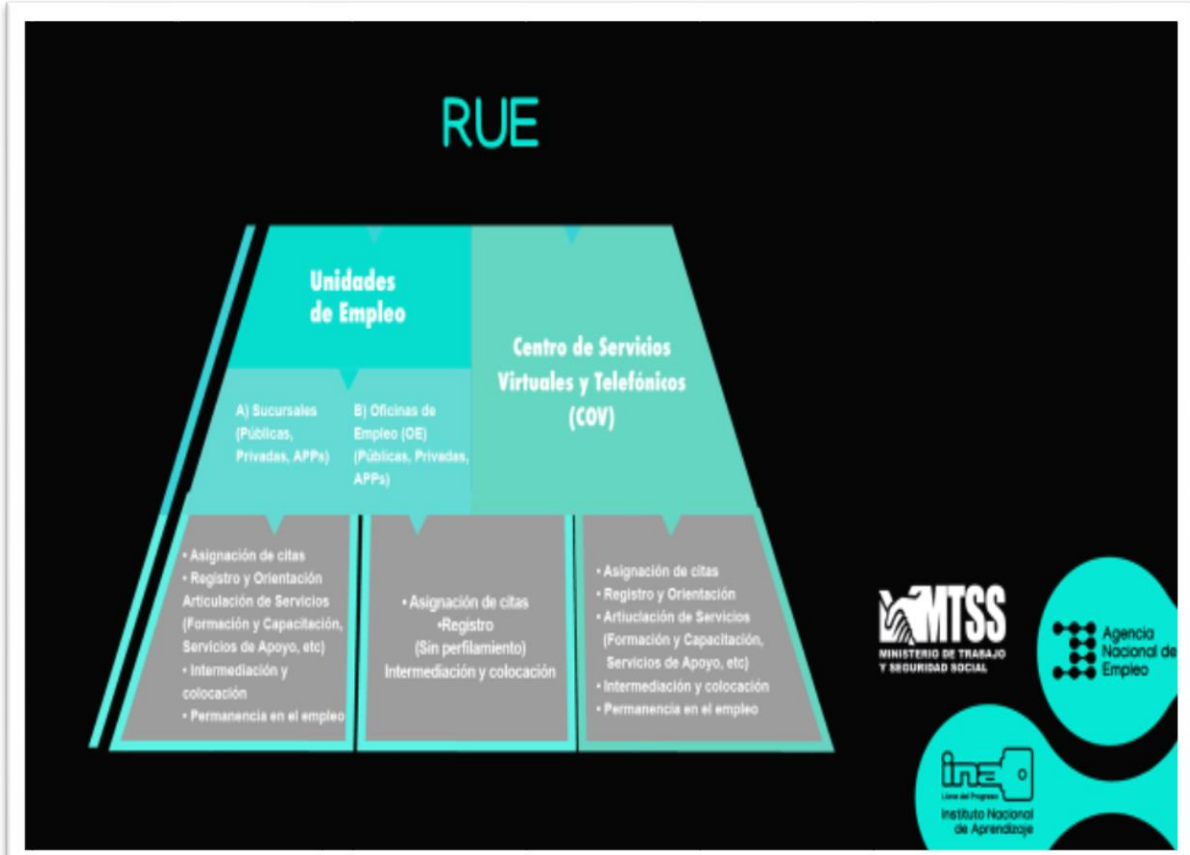 RUE
Unidades
de Empleo
Centro de Servicios
Virtuales y Telefónicos
(COV)
A) Sucursales
(Públicas,
Privadas, APPs)
B) Oficinas de
Empleo (OE)
(Públicas, Privadas,
APPs)
• Asignación de citas
• Registro y Orientación
Articulación de Servicios
(Formación y Capacitación,
Servicios de Apoyo, etc)
• Intermediación y
colocación
• Permanencia en el empleo
• Asignación de citas
•Registro
(Sin perfilamiento)
Intermediación y colocación
• Asignación de citas
• Registro y Orientación
• Artiuclación de Servicios
(Formación y Capacitación,
Servicios de Apoyo, etc)
• Intermediación y colocación
• Permanencia en el empleo
MTSS
MINISTERIO DE TRABAJO
Y SEGURIDAD SOCIAL
Agencia
Nacional de
Empleo
ina
Llave del Progreso
Instituto Nacional
de Aprendizaje